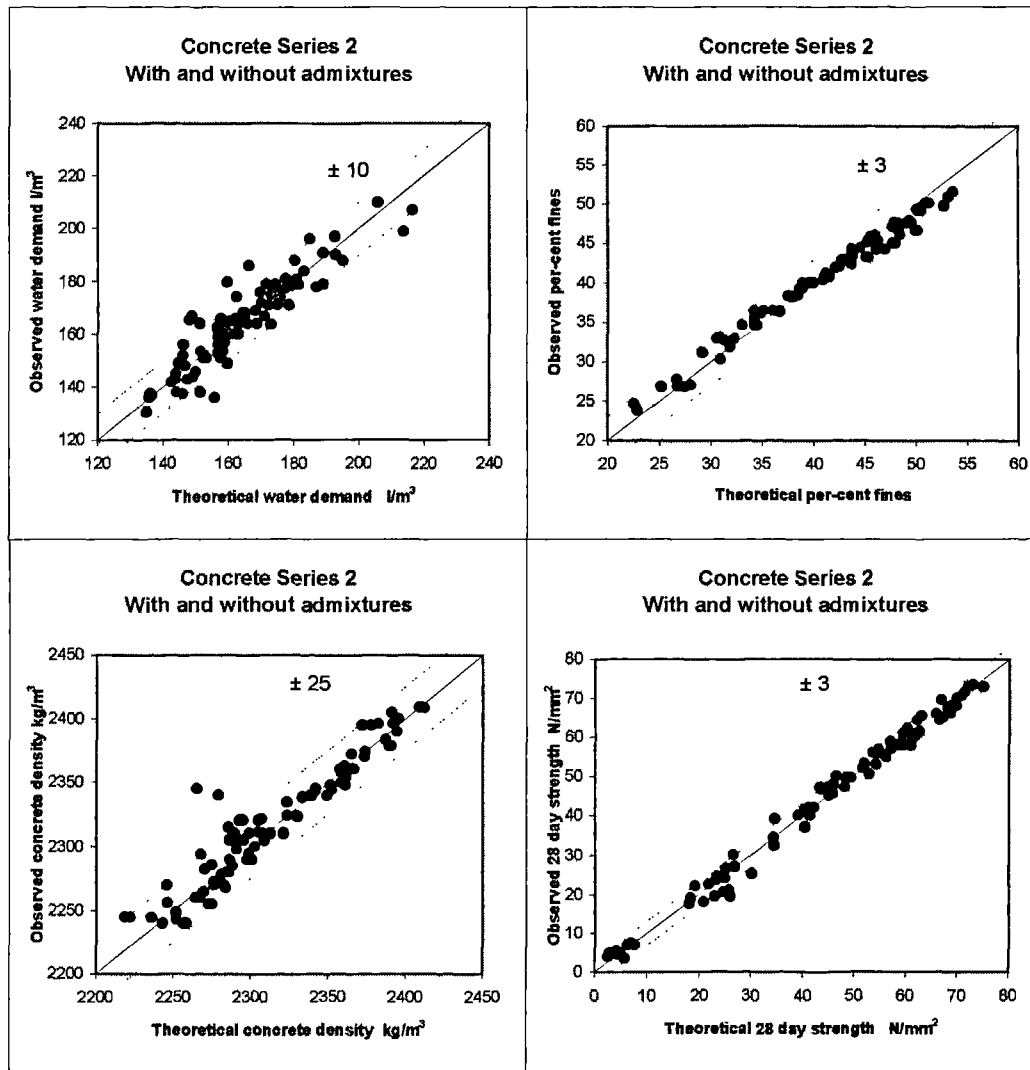 Concrete Series 2
With and without admixtures
± 10
Observed water demand l/m³
240
220
200
180
160
140
120
120 140 160 180 200 220 240
Theoretical water demand l/m³
Concrete Series 2
With and without admixtures
± 3
Observed per-cent fines
60
55
50
45
40
35
30
25
20
20 25 30 35 40 45 50 55 60
Theoretical per-cent fines
Concrete Series 2
With and without admixtures
± 25
Observed concrete density kg/m³
2450
2400
2350
2300
2250
2200
2200 2250 2300 2350 2400 2450
Theoretical concrete density kg/m³
Concrete Series 2
With and without admixtures
± 3
Observed 28 day strength N/mm²
80
70
60
50
40
30
20
10
0
0 10 20 30 40 50 60 70 80
Theoretical 28 day strength N/mm²